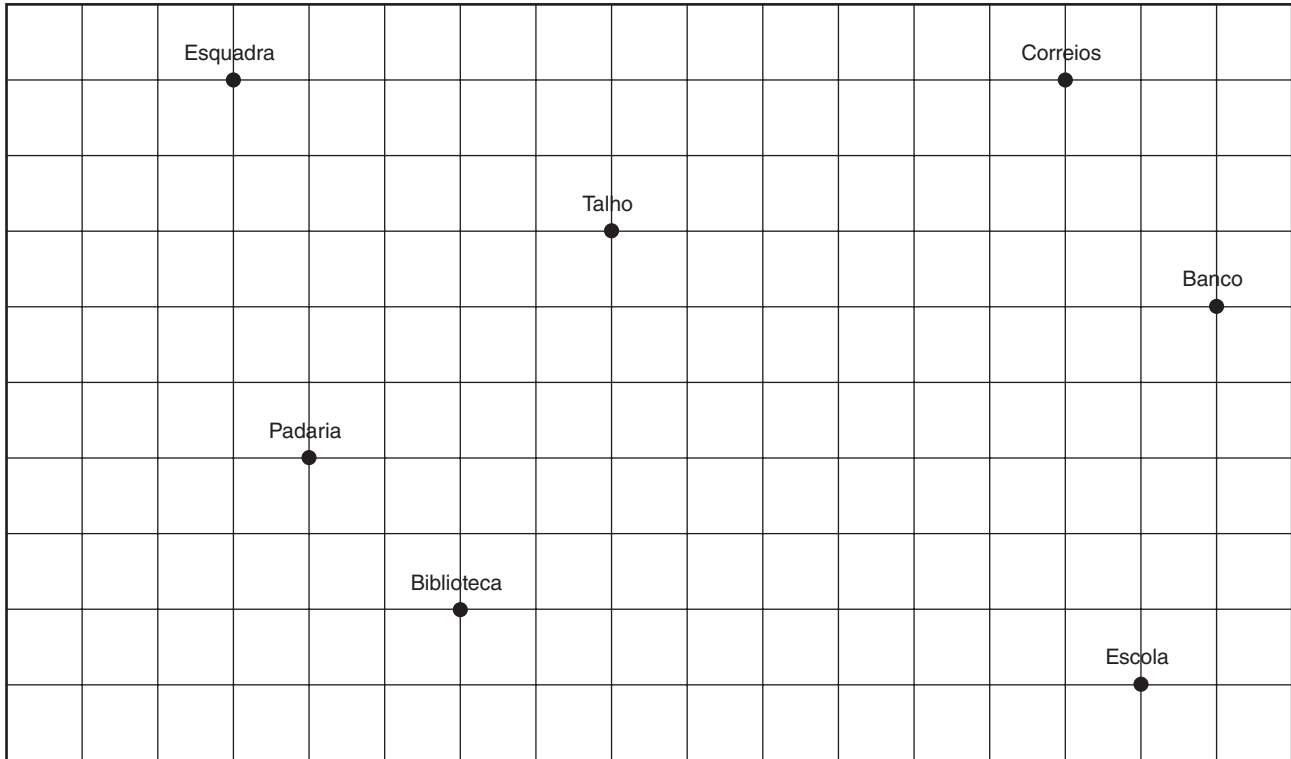 Esquadra
Correios
Talho
Banco
Padaria
Biblioteca
Escola